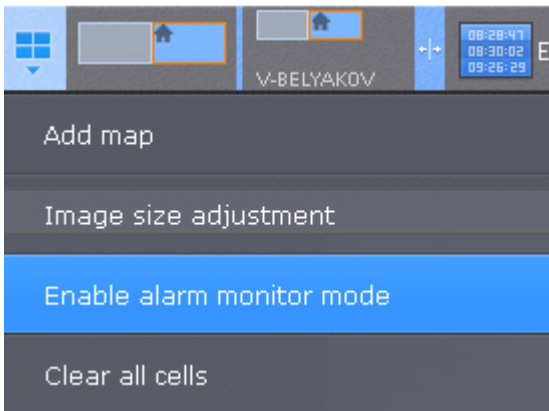 08:28:47
08:30:02
09:26:29
E
V-BELYAKOV
Add map
Image size adjustment
Enable alarm monitor mode
Clear all cells